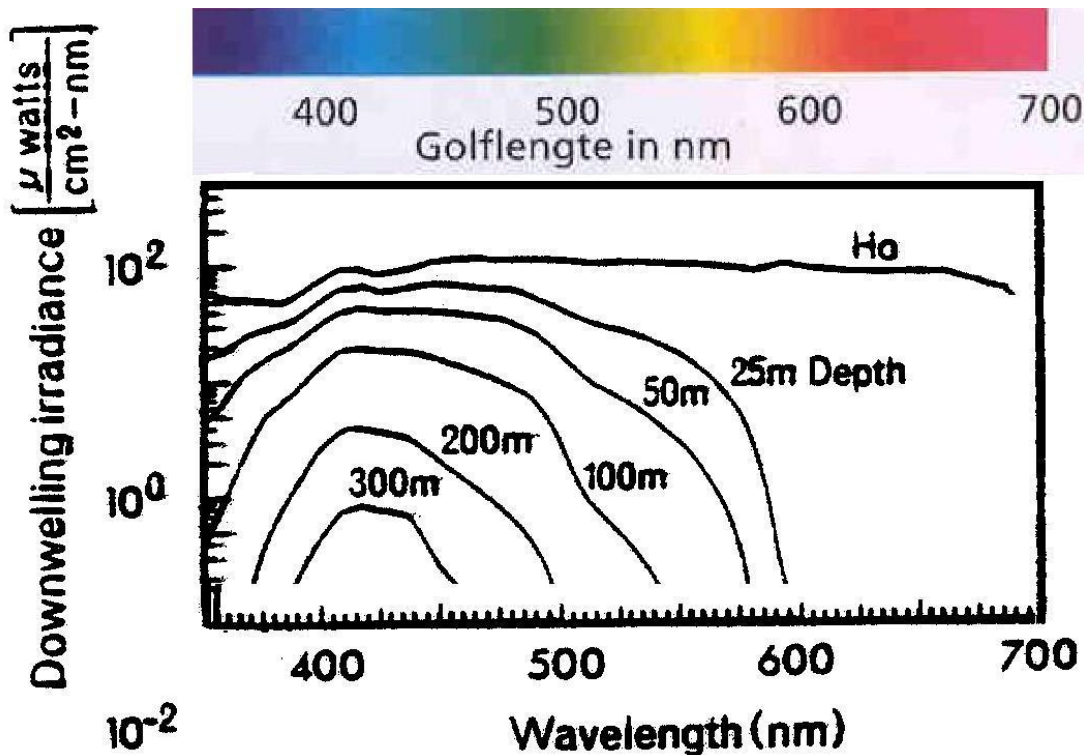 400 500 600 700
Golflengte in nm
Downwelling irradiance [μ watts / cm² – nm]
10²
Ho
25m Depth
50m
200m
100m
300m
10⁰
400 500 600 700
10⁻²
Wavelength (nm)